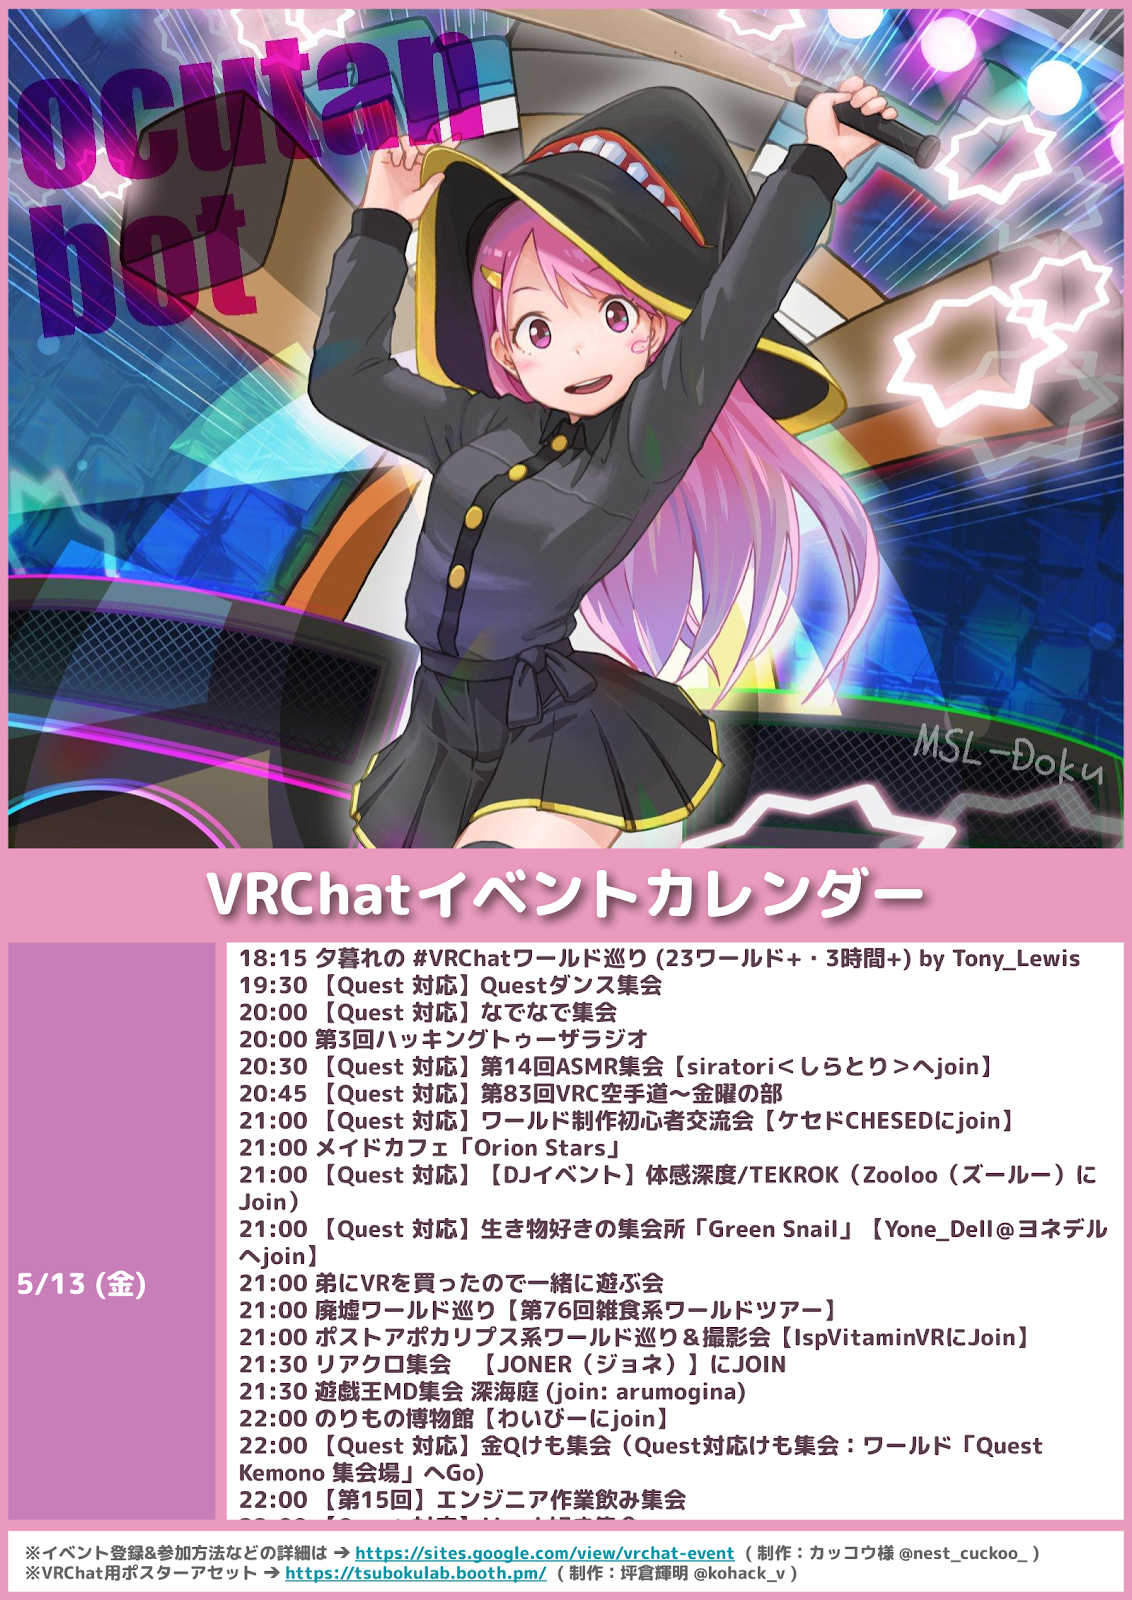 ocutan
bot
MSL-Doku
VRChatイベントカレンダー
5/13 (金)
18:15 夕暮れの #VRChatワールド巡り (23ワールド+・3時間+) by Tony_Lewis
19:30 【Quest 対応】Questダンス集会
20:00 【Quest 対応】なでなで集会
20:00 第3回ハッキングトゥーザラジオ
20:30 【Quest 対応】第14回ASMR集会【siratori＜しらとり＞へjoin】
20:45 【Quest 対応】第83回VRC空手道～金曜の部
21:00 【Quest 対応】ワールド制作初心者交流会【ケセドCHESEDにjoin】
21:00 メイドカフェ「Orion Stars」
21:00 【Quest 対応】【DJイベント】体感深度/TEKROK（Zooloo（ズールー）に
Join）
21:00 【Quest 対応】生き物好きの集会所「Green Snail」【Yone_Dell＠ヨネデル
へjoin】
21:00 弟にVRを買ったので一緒に遊ぶ会
21:00 廃墟ワールド巡り【第76回雑食系ワールドツアー】
21:00 ポストアポカリプス系ワールド巡り＆撮影会【IspVitaminVRにJoin】
21:30 リアクロ集会　【JONER（ジョネ）】にJOIN
21:30 遊戯王MD集会 深海庭 (join: arumogina)
22:00 のりもの博物館【わいびーにjoin】
22:00 【Quest 対応】金Qけも集会（Quest対応けも集会：ワールド「Quest
Kemono 集会場」へGo)
22:00 【第15回】エンジニア作業飲み集会
※イベント登録&参加方法などの詳細は ➔ https://sites.google.com/view/vrchat-event ( 制作：カッコウ様 @nest_cuckoo_ )
※VRChat用ポスターアセット ➔ https://tsubokulab.booth.pm/ ( 制作：坪倉輝明 @kohack_v )